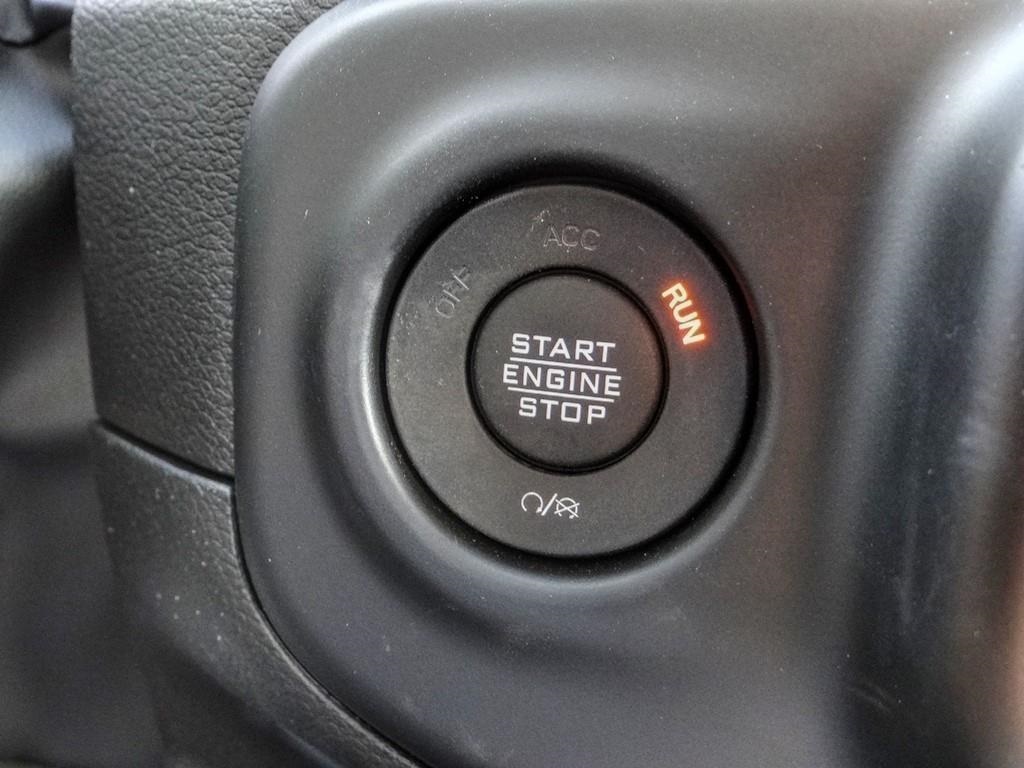 ACC
OFF
RUN
START
ENGINE
STOP